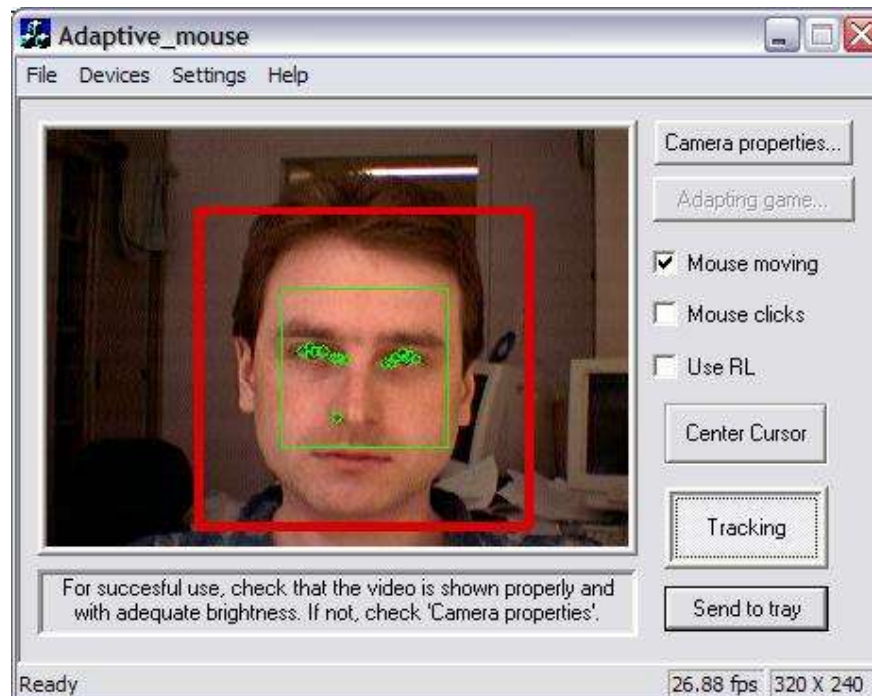 Adaptive_mouse
File Devices Settings Help
Camera properties...
Adapting game...
Mouse moving
Mouse clicks
Use RL
Center Cursor
Tracking
For succesful use, check that the video is shown properly and
with adequate brightness. If not, check 'Camera properties'.
Send to tray
Ready 26.88 fps 320 X 240